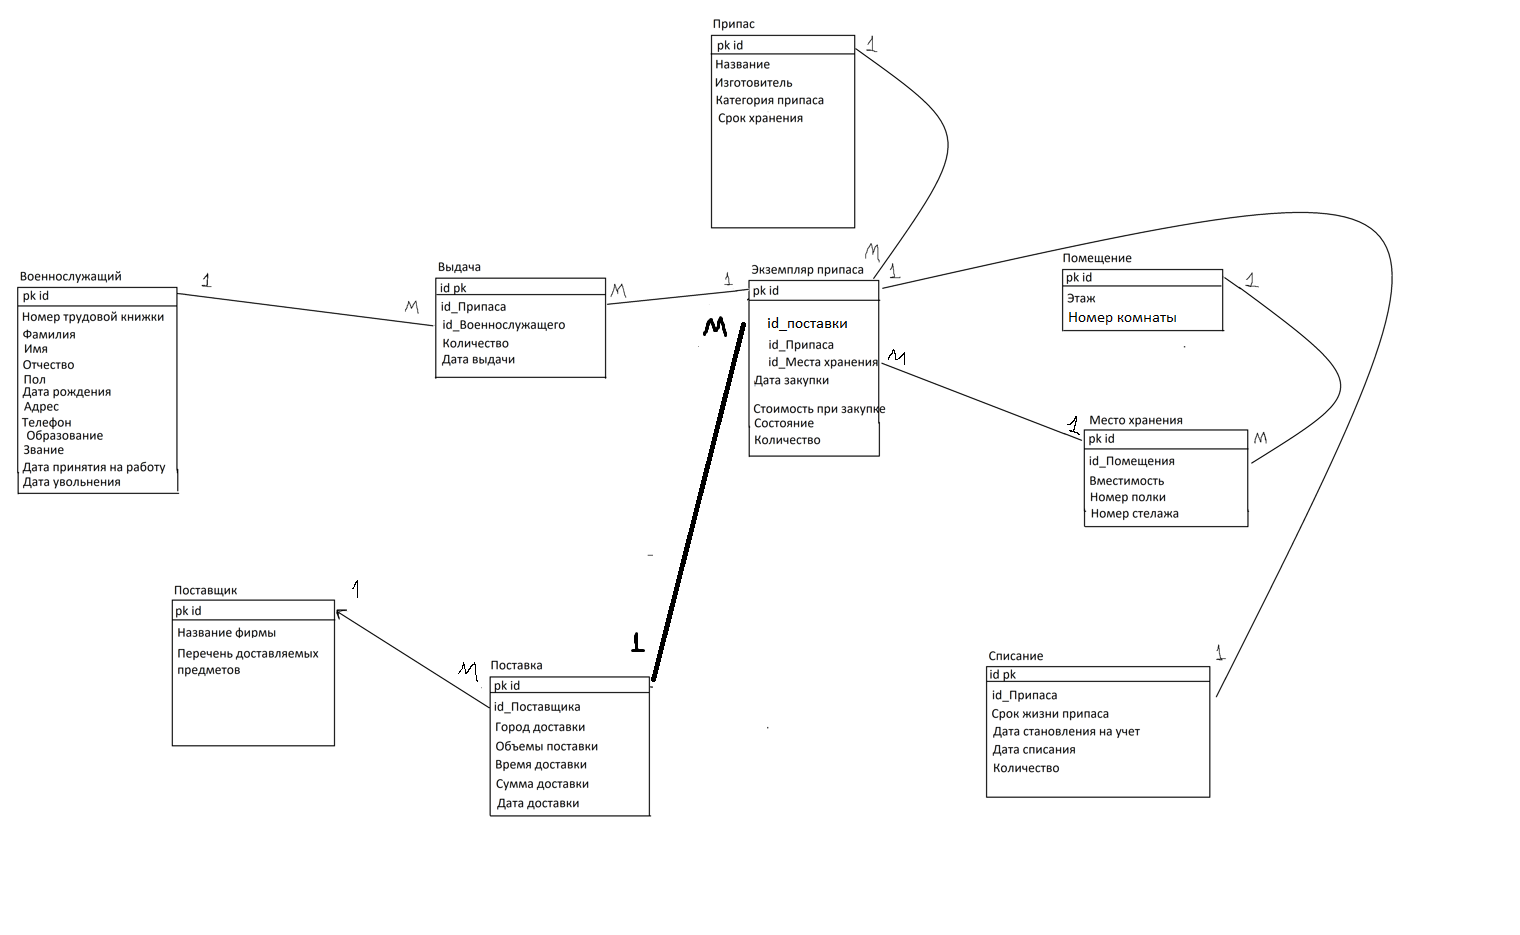 Припас
pk id
Название
Изготовитель
Категория припаса
Срок хранения
1
M
Военнослужащий
pk id
Номер трудовой книжки
Фамилия
Имя
Отчество
Пол
Дата рождения
Адрес
Телефон
Образование
Звание
Дата принятия на работу
Дата увольнения
1
M
Выдача
id pk
id_Припаса
id_Военнослужащего
Количество
Дата выдачи
M
1
Экземпляр припаса
pk id
id_поставки
id_Припаса
id_Места хранения
Дата закупки
Стоимость при закупке
Состояние
Количество
1
M
M
1
Помещение
pk id
Этаж
Номер комнаты
1
Место хранения
pk id
id_Помещения
Вместимость
Номер полки
Номер стелажа
M
Поставщик
pk id
Название фирмы
Перечень доставляемых
предметов
1
M
Поставка
pk id
id_Поставщика
Город доставки
Объемы поставки
Время доставки
Сумма доставки
Дата доставки
1
Списание
id pk
id_Припаса
Срок жизни припаса
Дата становления на учет
Дата списания
Количество
1